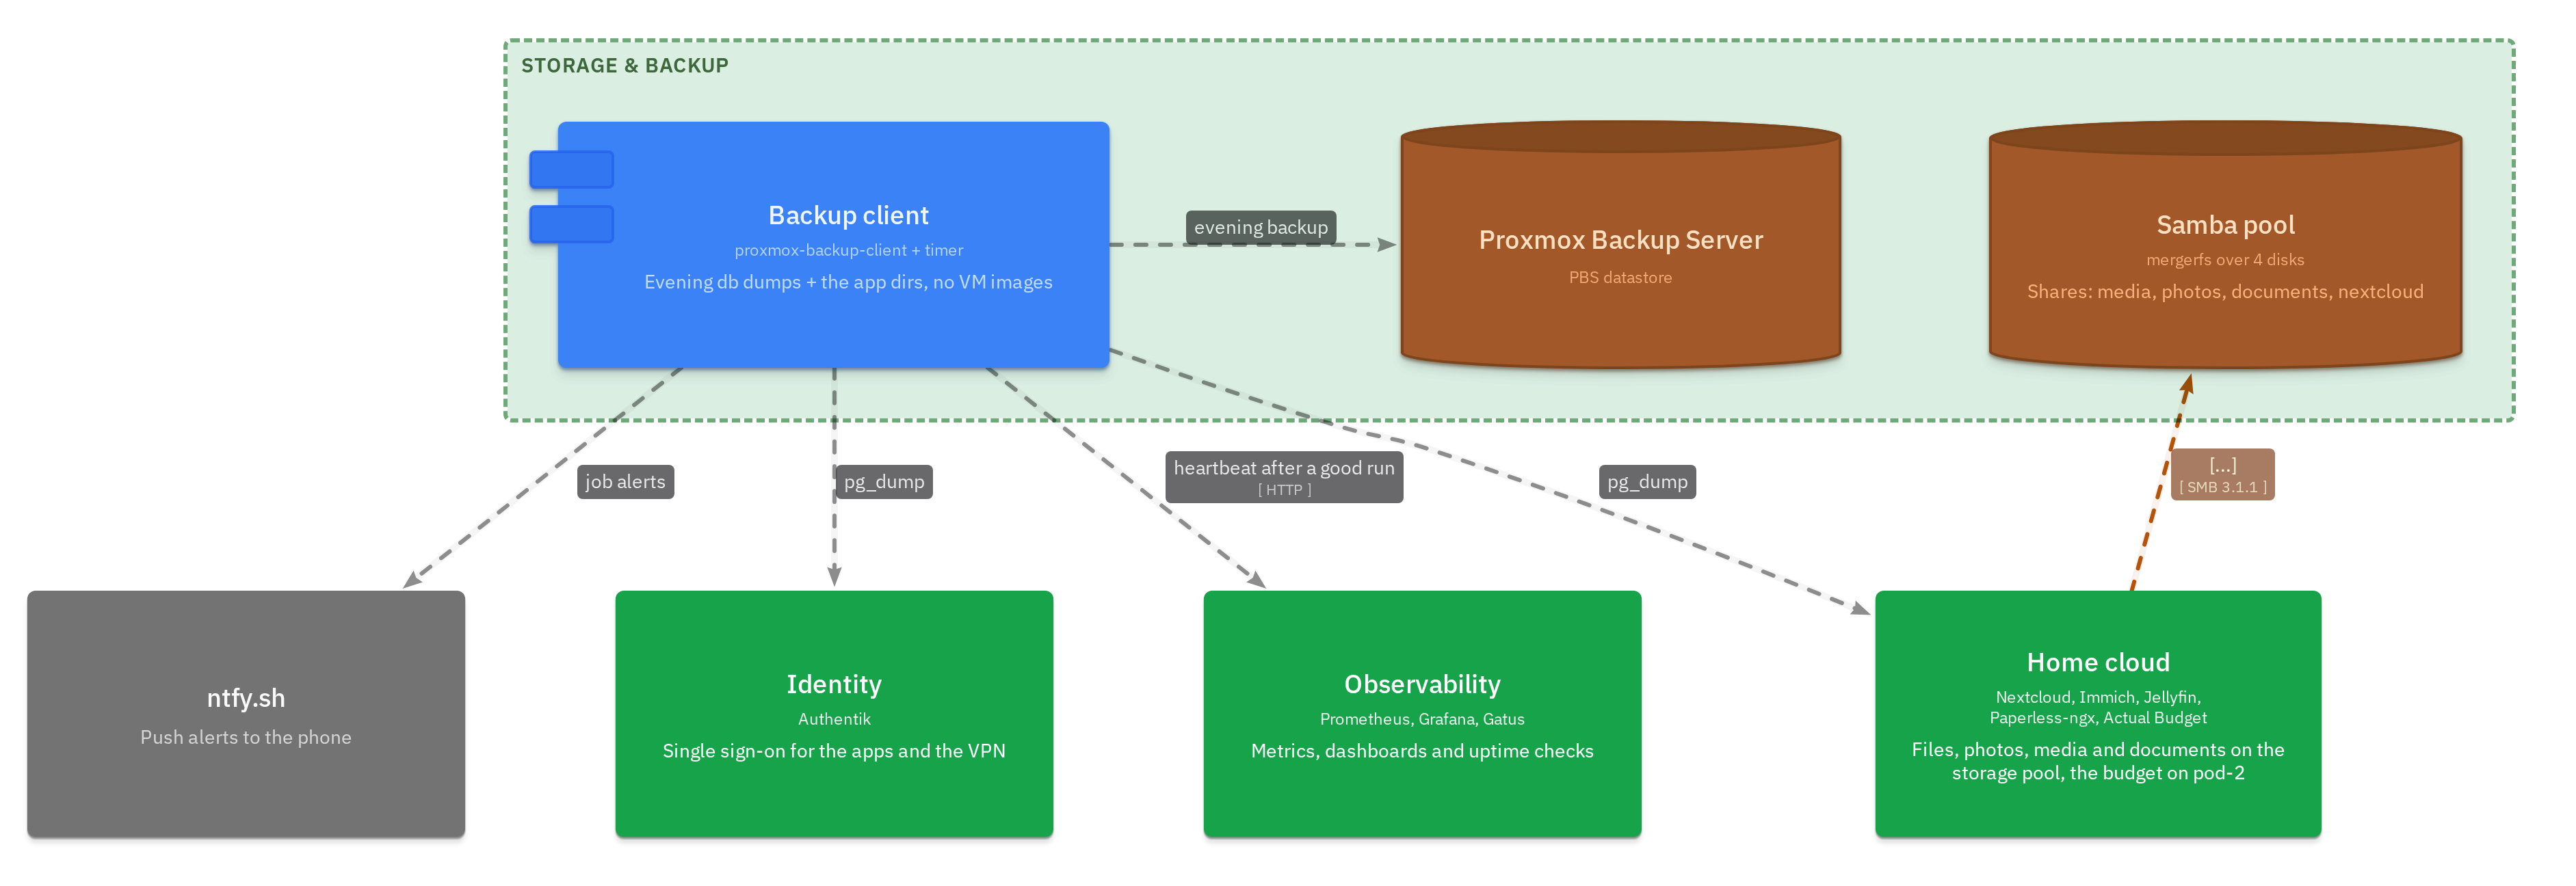 STORAGE & BACKUP
Backup client
proxmox-backup-client + timer
Evening db dumps + the app dirs, no VM images
evening backup
Proxmox Backup Server
PBS datastore
Samba pool
mergerfs over 4 disks
Shares: media, photos, documents, nextcloud
job alerts
pg_dump
heartbeat after a good run
[ HTTP ]
pg_dump
[...]
[ SMB 3.1.1 ]
ntfy.sh
Push alerts to the phone
Identity
Authentik
Single sign-on for the apps and the VPN
Observability
Prometheus, Grafana, Gatus
Metrics, dashboards and uptime checks
Home cloud
Nextcloud, Immich, Jellyfin,
Paperless-ngx, Actual Budget
Files, photos, media and documents on the
storage pool, the budget on pod-2